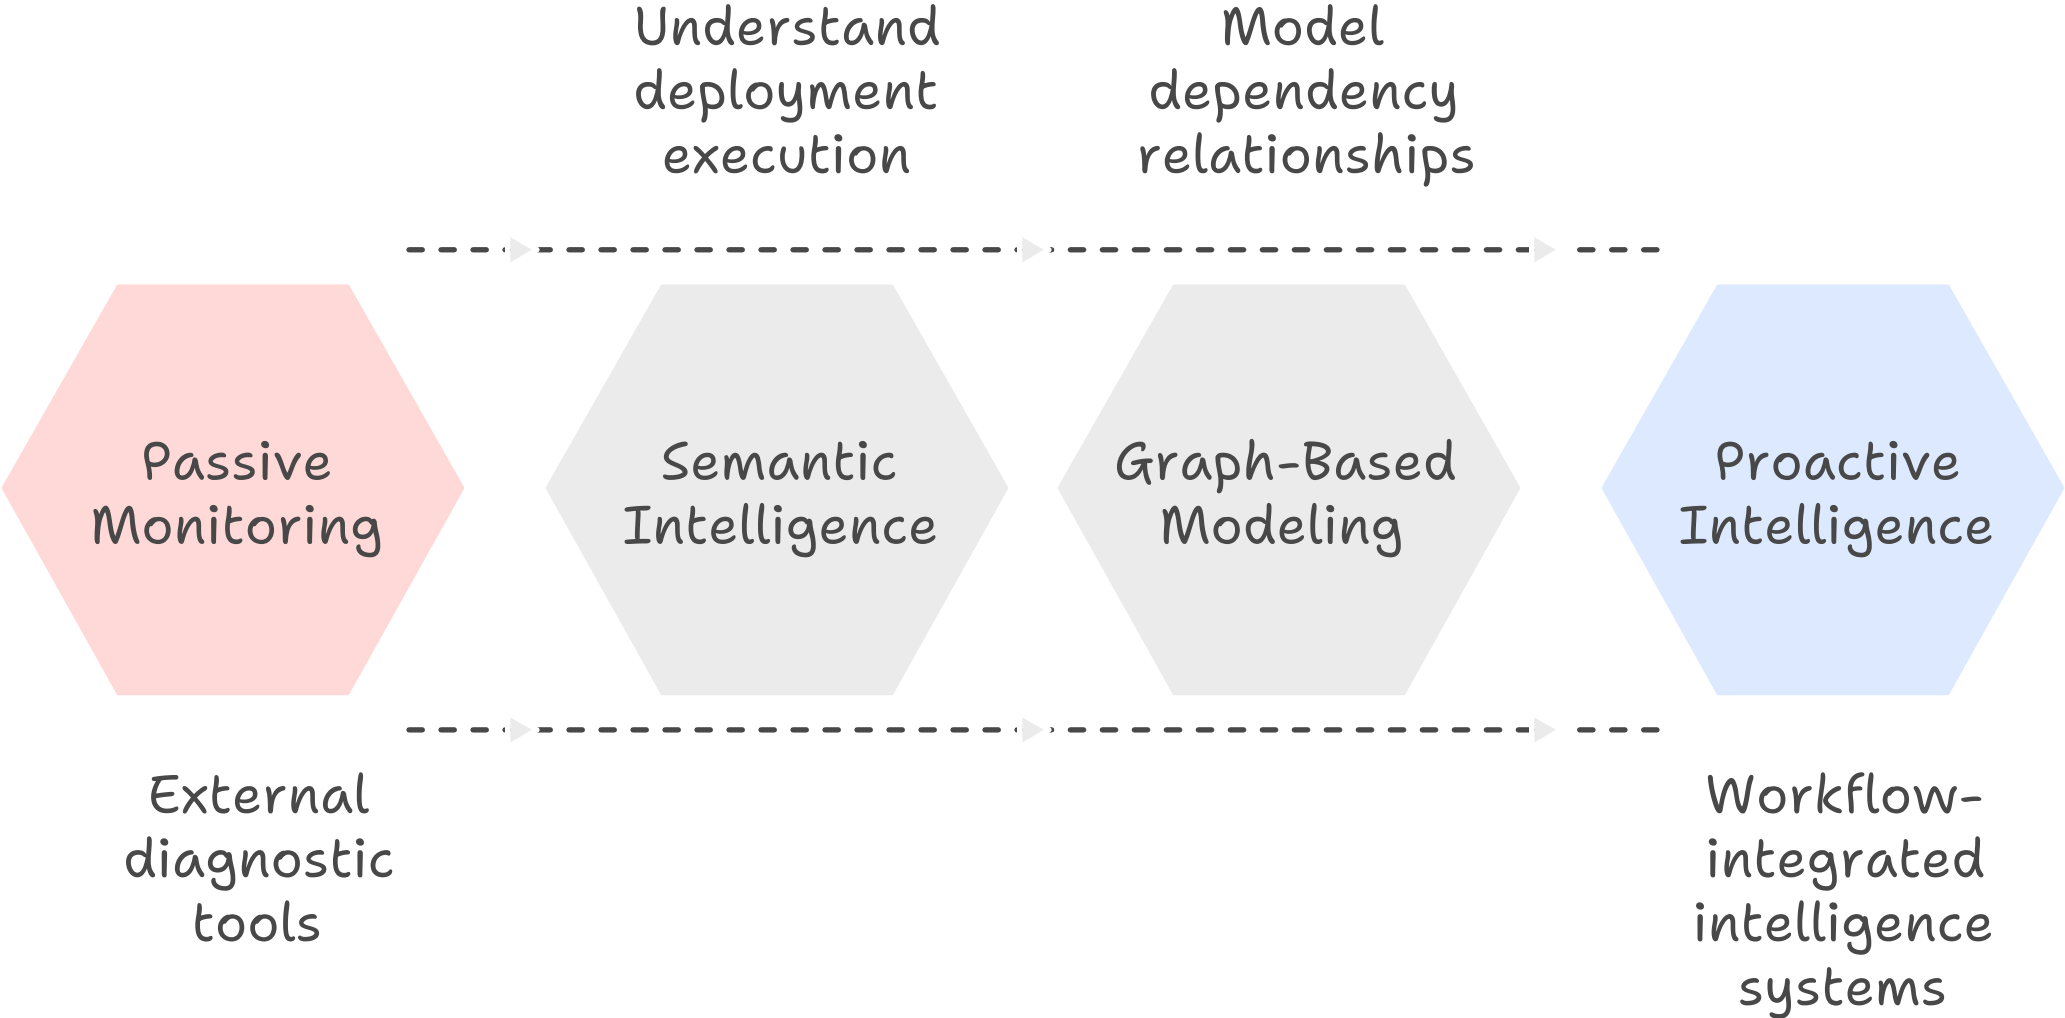 Understand
deployment
execution
Model
dependency
relationships
Passive
Monitoring
Semantic
Intelligence
Graph-Based
Modeling
Proactive
Intelligence
External
diagnostic
tools
Workflow-
integrated
intelligence
systems